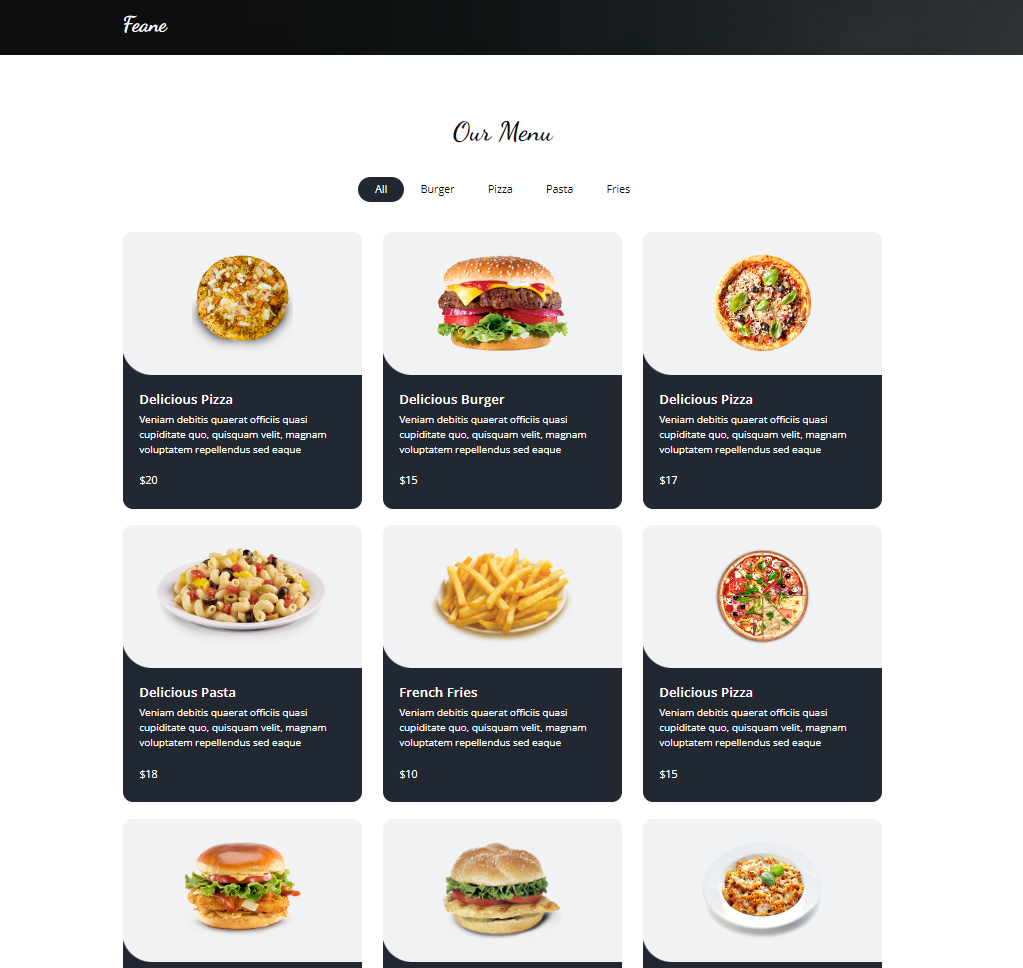 Feane
Our Menu
All Burger Pizza Pasta Fries
Delicious Pizza
Veniam debitis quaerat officiis quasi
cupiditate quo, quisquam velit, magnam
voluptatem repellendus sed eaque
$20
Delicious Burger
Veniam debitis quaerat officiis quasi
cupiditate quo, quisquam velit, magnam
voluptatem repellendus sed eaque
$15
Delicious Pizza
Veniam debitis quaerat officiis quasi
cupiditate quo, quisquam velit, magnam
voluptatem repellendus sed eaque
$17
Delicious Pasta
Veniam debitis quaerat officiis quasi
cupiditate quo, quisquam velit, magnam
voluptatem repellendus sed eaque
$18
French Fries
Veniam debitis quaerat officiis quasi
cupiditate quo, quisquam velit, magnam
voluptatem repellendus sed eaque
$10
Delicious Pizza
Veniam debitis quaerat officiis quasi
cupiditate quo, quisquam velit, magnam
voluptatem repellendus sed eaque
$15